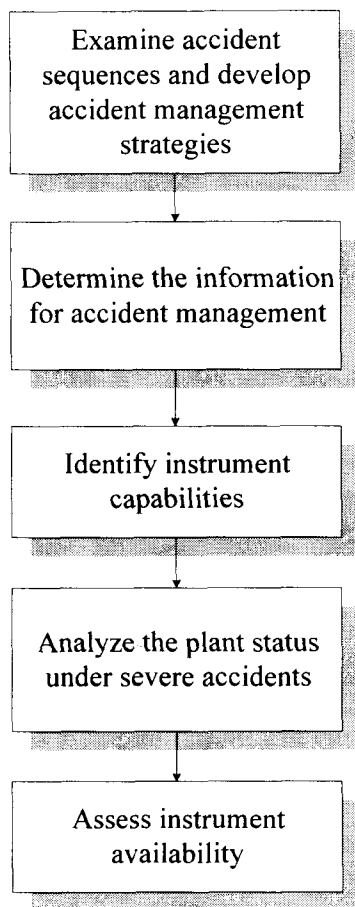 Examine accident
sequences and develop
accident management
strategies
Determine the information
for accident management
Identify instrument
capabilities
Analyze the plant status
under severe accidents
Assess instrument
availability